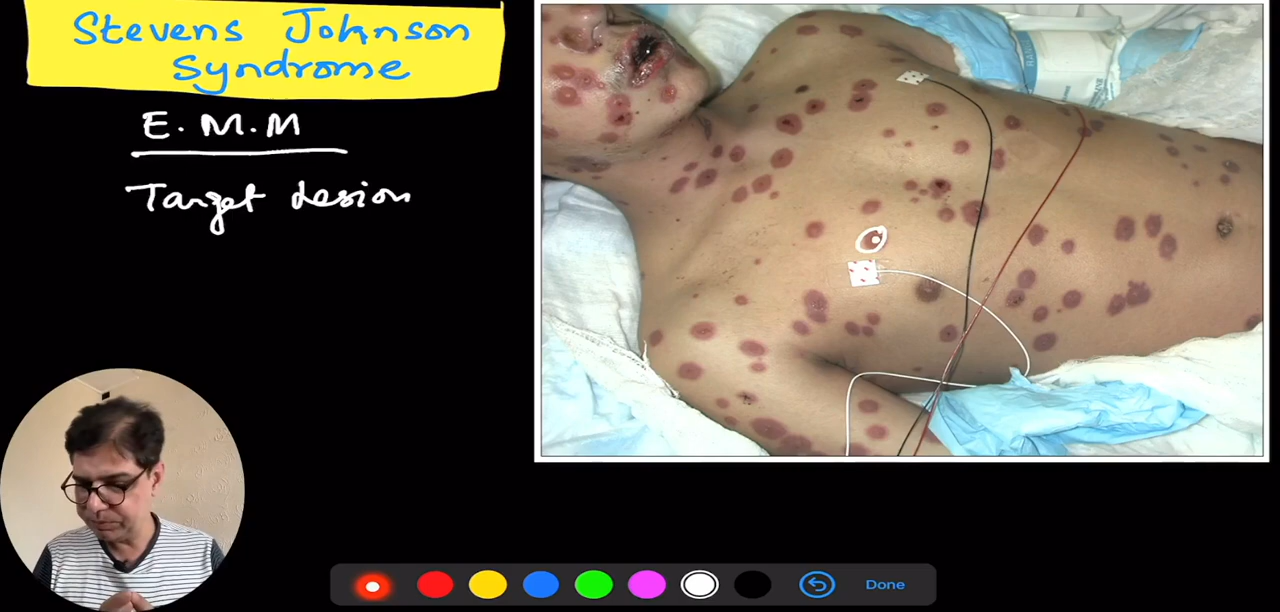 Stevens Johnson
Syndrome
E. M. M
Target Lesion
Done